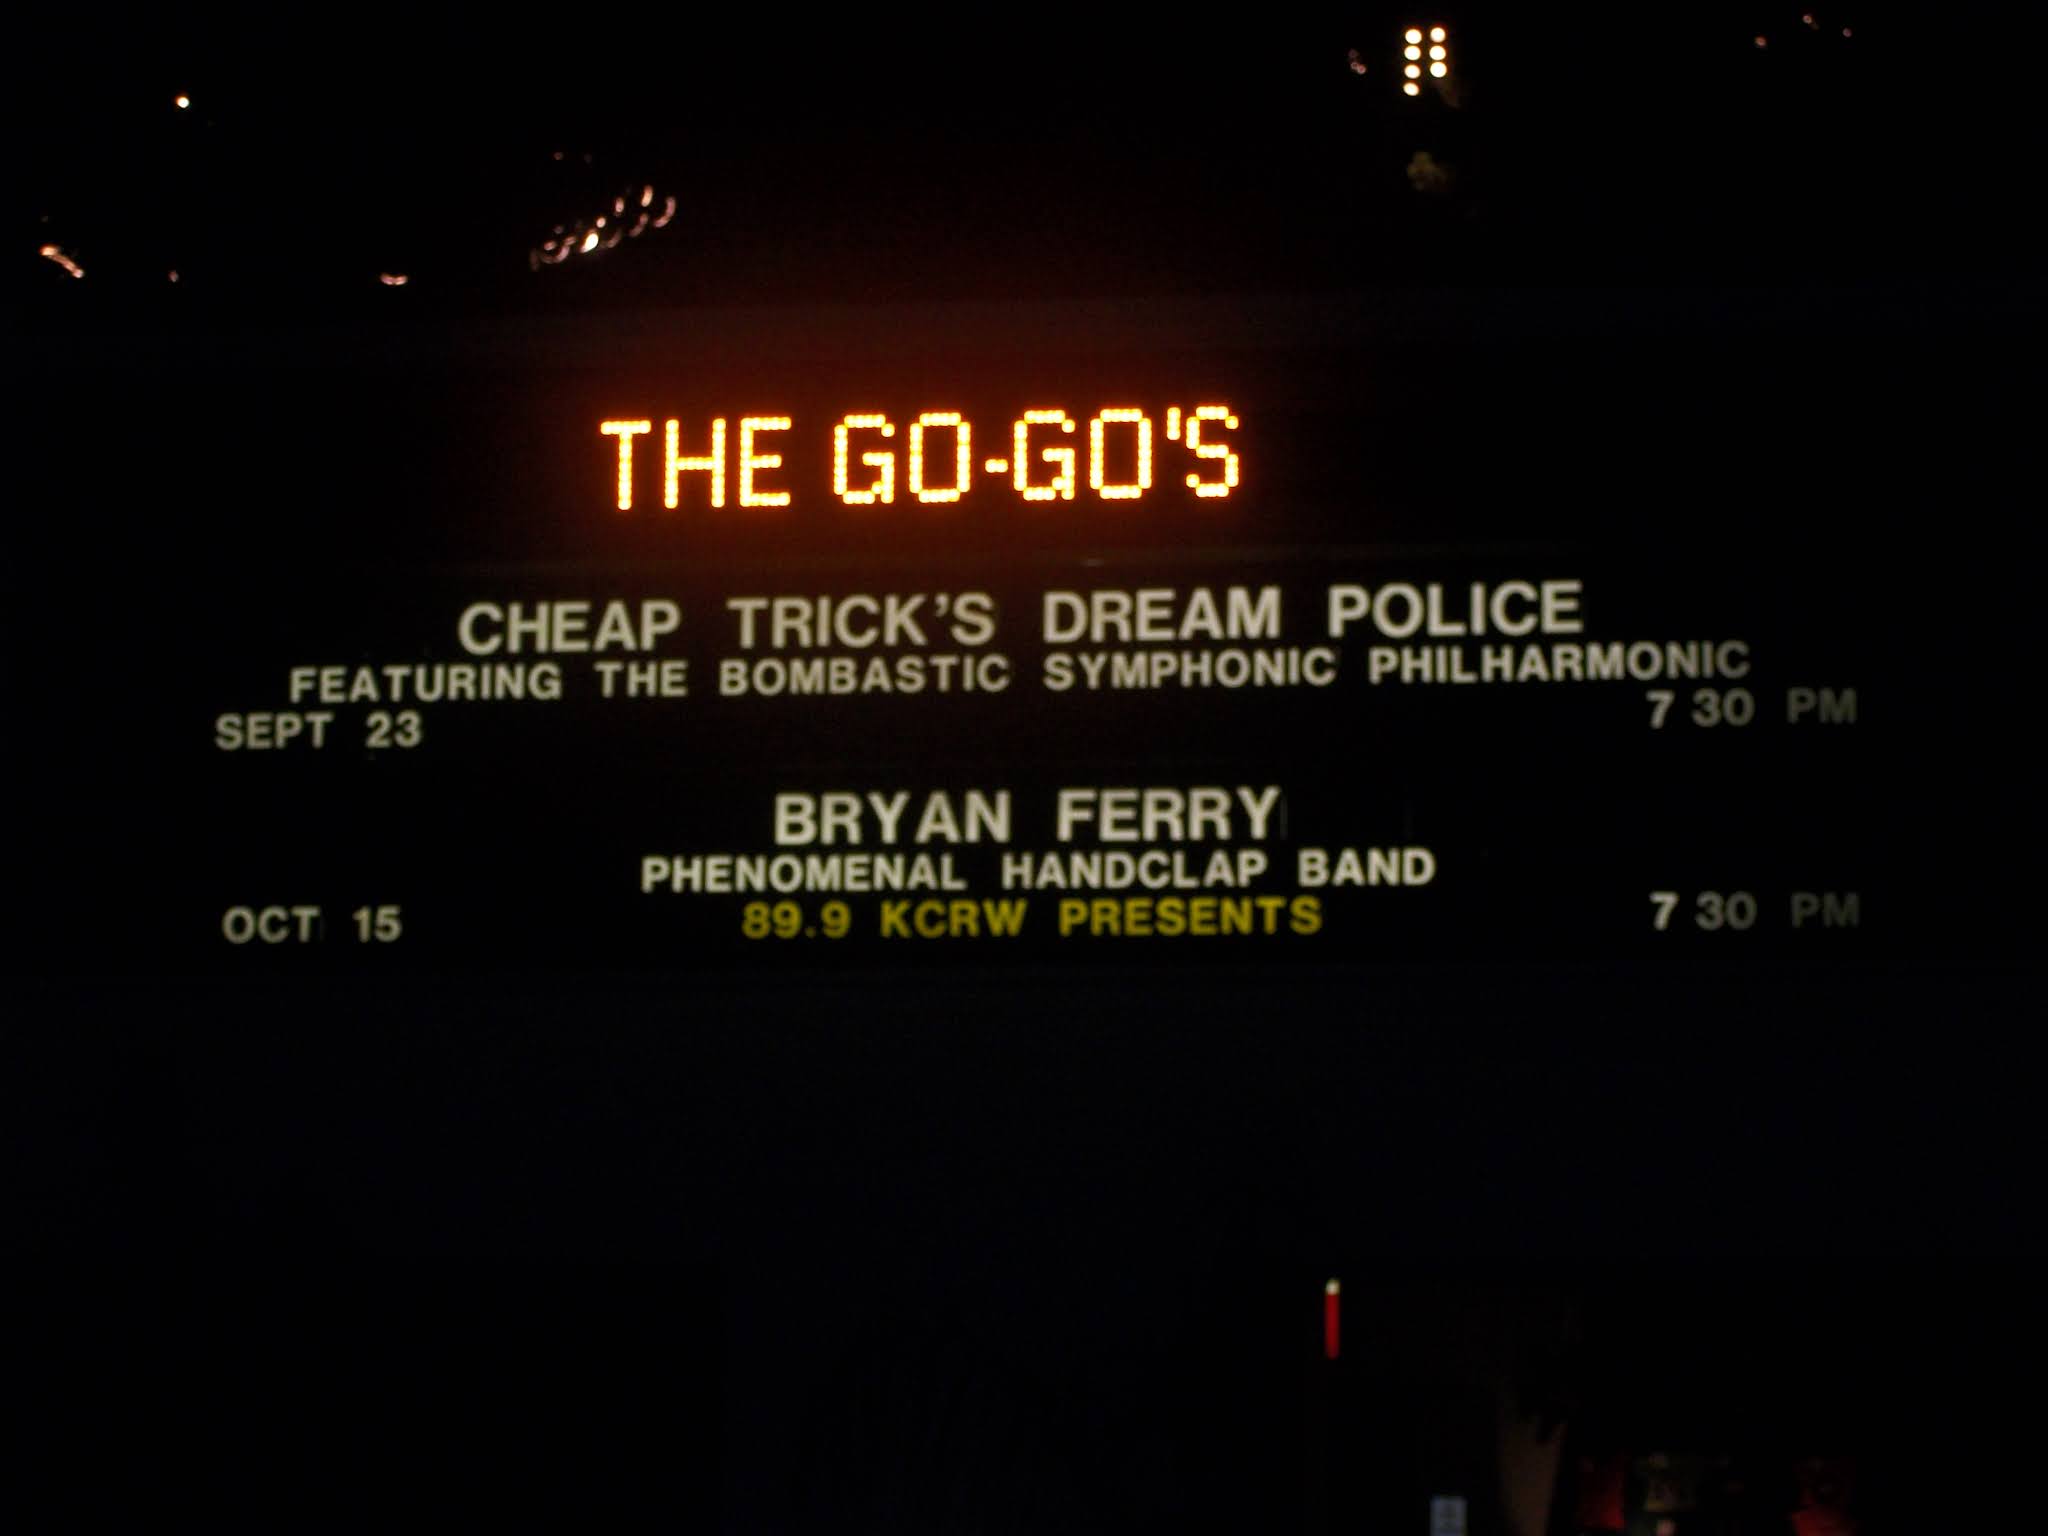 THE GO-GO'S
CHEAP TRICK'S DREAM POLICE
FEATURING THE BOMBASTIC SYMPHONIC PHILHARMONIC
SEPT 23 7 30 PM
BRYAN FERRY
PHENOMENAL HANDCLAP BAND
OCT 15 89.9 KCRW PRESENTS 7 30 PM